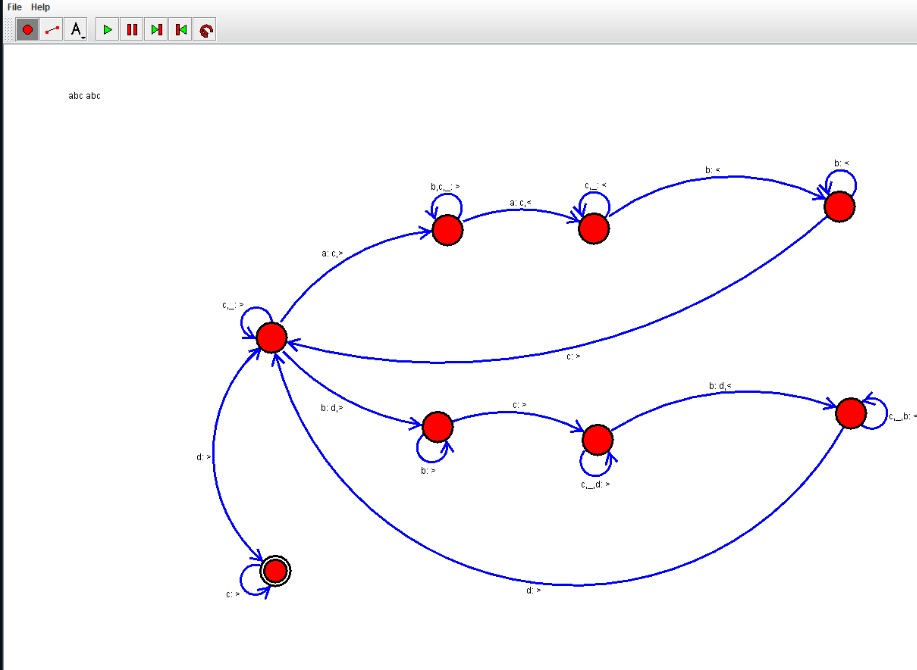 File Help
A
abc abc
b: <
b: <
c,_: <
b,c,_: >
a: c,<
a: c,>
c,_: >
c: >
b: d,<
c: >
b: d,>
c,_,b: <
d: >
b: >
c,_,d: >
d: >
c: >